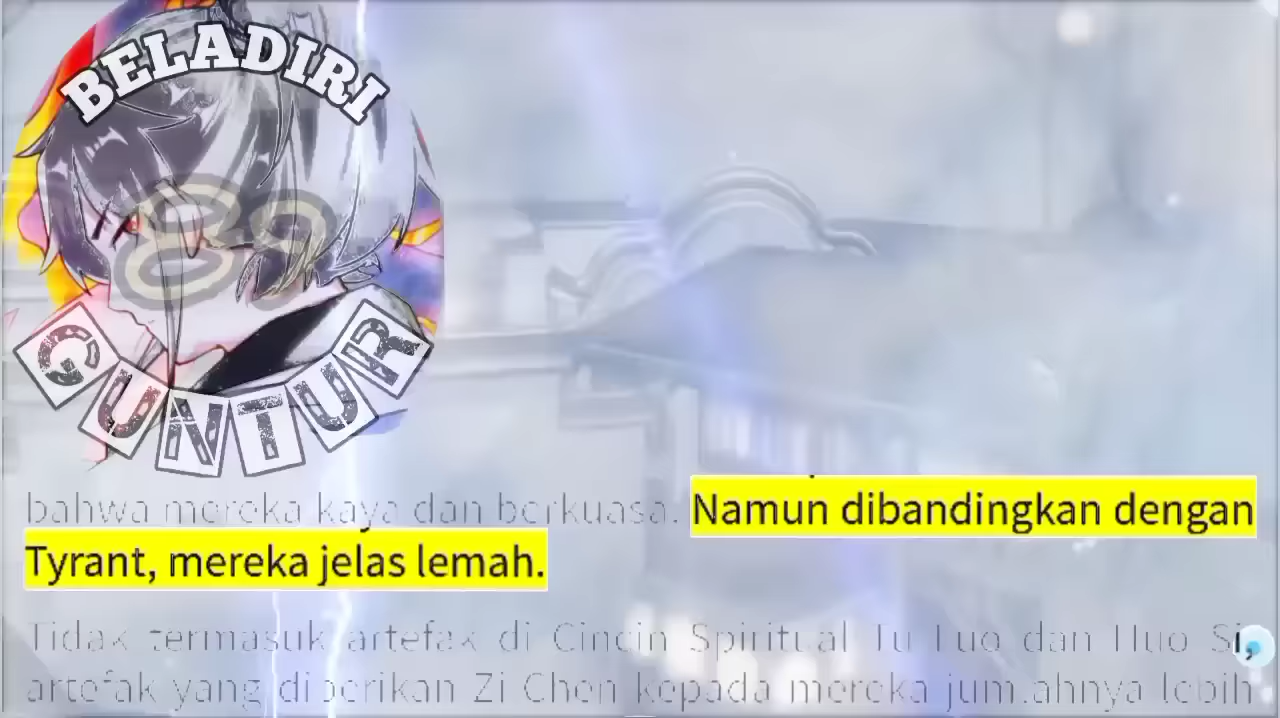 BELADIRI
89
GUNTUR
bahwa mereka kaya dan berkuasa. Namun dibandingkan dengan
Tyrant, mereka jelas lemah.
Tidak termasuk artefak di Cincin Spiritual Tu Luo dan Huo Si,
artefak yang diberikan Zi Chen kepada mereka jumlahnya lebih